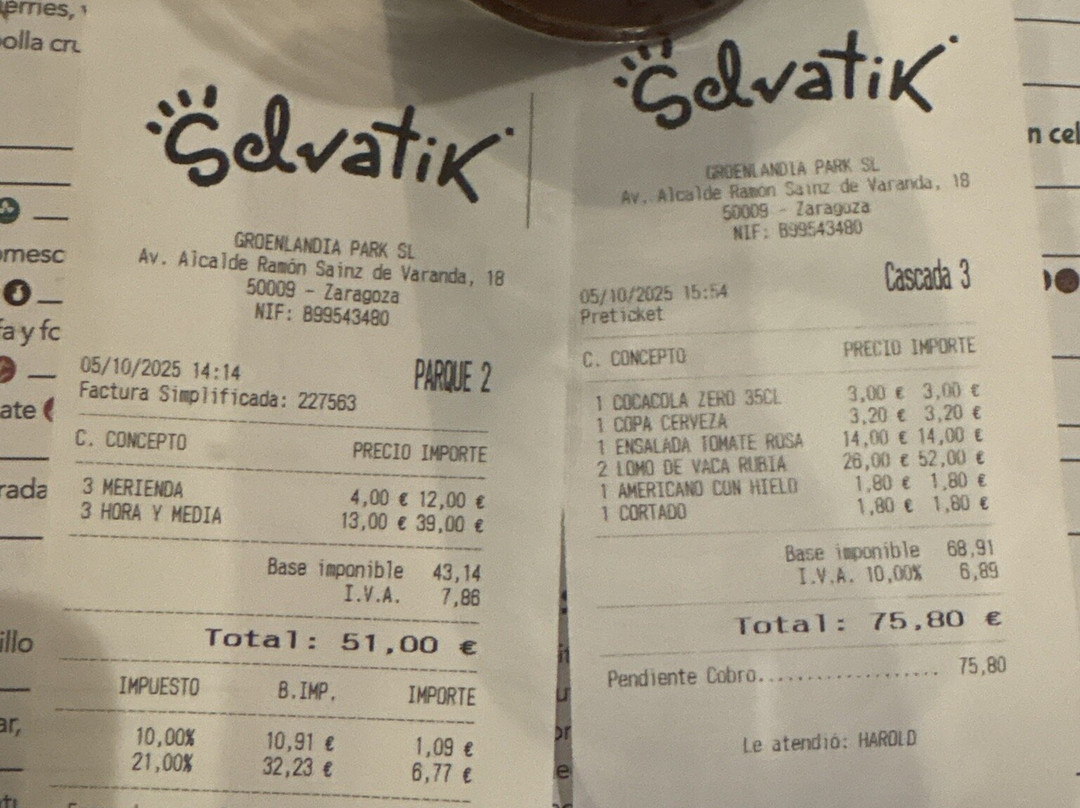 Selvatik
GROENLANDIA PARK SL
Av. Alcalde Ramón Sainz de Varanda, 18
50009 - Zaragoza
NIF: B99543480
05/10/2025 14:14
PARQUE 2
Factura Simplificada: 227563
C. CONCEPTO PRECIO IMPORTE
3 MERIENDA 4,00 € 12,00 €
3 HORA Y MEDIA 13,00 € 39,00 €
Base imponible 43,14
I.V.A. 7,86
Total: 51,00 €
IMPUESTO B.IMP. IMPORTE
10,00% 10,91 € 1,09 €
21,00% 32,23 € 6,77 €
Selvatik
GROENLANDIA PARK SL
Av. Alcalde Ramón Sainz de Varanda, 18
50009 - Zaragoza
NIF: B99543480
Cascada 3
05/10/2025 15:54
Preticket
C. CONCEPTO PRECIO IMPORTE
1 COCACOLA ZERO 35CL 3,00 € 3,00 €
1 COPA CERVEZA 3,20 € 3,20 €
1 ENSALADA TOMATE ROSA 14,00 € 14,00 €
2 LOMO DE VACA RUBIA 26,00 € 52,00 €
1 AMERICANO CON HIELO 1,80 € 1,80 €
1 CORTADO 1,80 € 1,80 €
Base imponible 68,91
I.V.A. 10,00% 6,89
Total: 75,80 €
Pendiente Cobro.................. 75,80
Le atendió: HAROLD